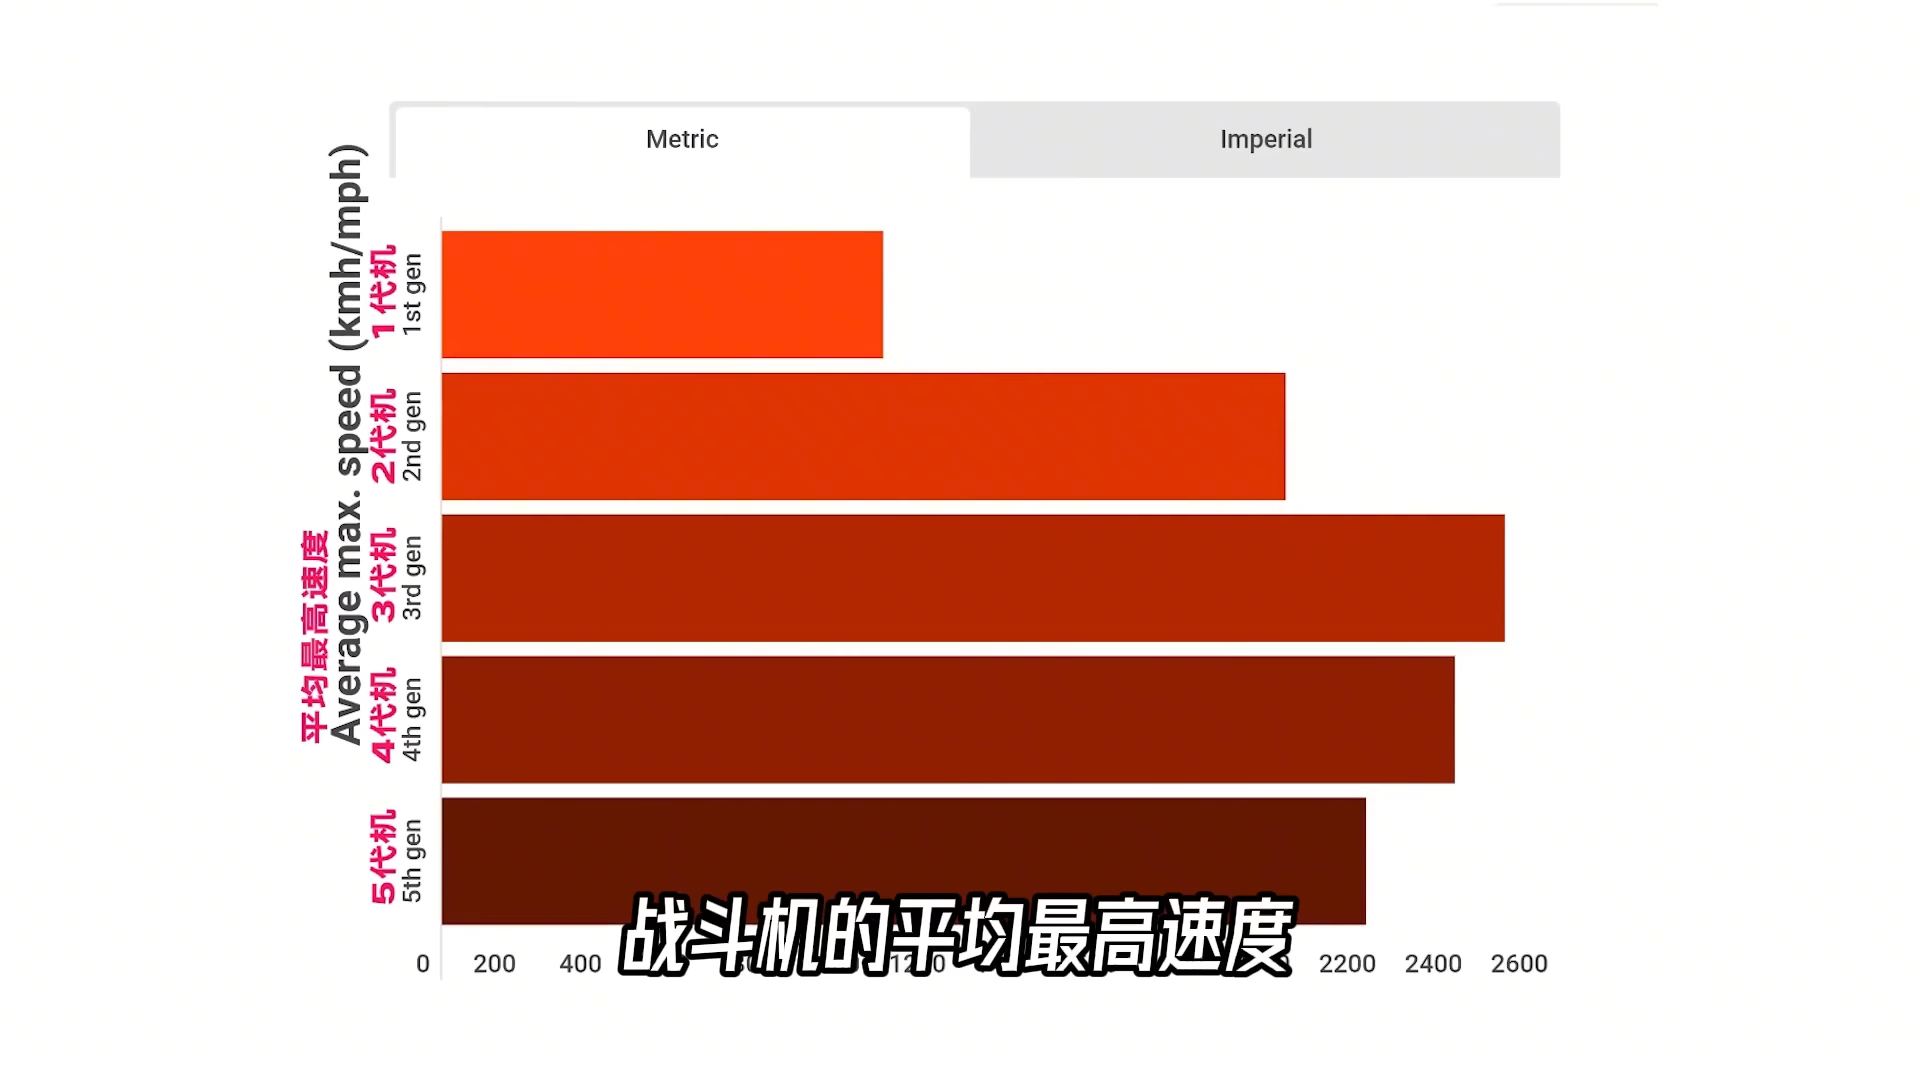 Metric
Imperial
平均最高速度
Average max. speed (kmh/mph)
1代机
1st gen
2代机
2nd gen
3代机
3rd gen
4代机
4th gen
5代机
5th gen
战斗机的平均最高速度
0 200 400 2200 2400 2600